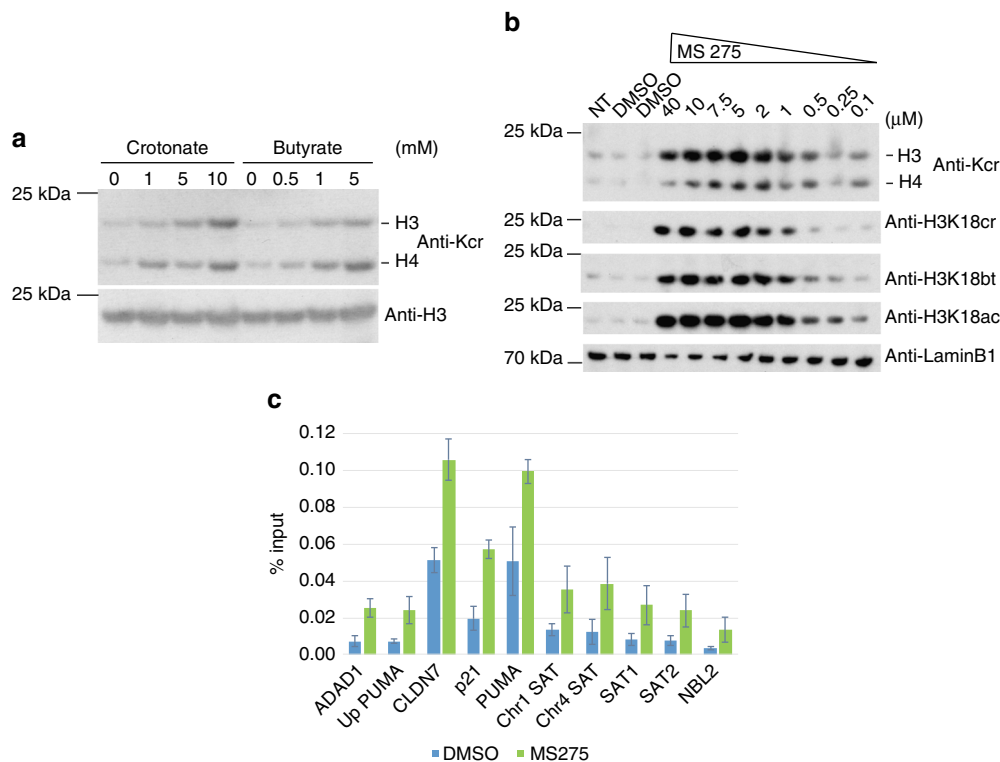 a
Crotonate Butyrate (mM)
0 1 5 10 0 0.5 1 5
25 kDa
H3
Anti-Kcr
H4
25 kDa
Anti-H3
b
MS 275
NT DMSO DMSO 40 10 7.5 5 2 1 0.5 0.25 0.1 (μM)
25 kDa
H3
Anti-Kcr
H4
25 kDa
Anti-H3K18cr
25 kDa
Anti-H3K18bt
25 kDa
Anti-H3K18ac
70 kDa
Anti-LaminB1
c
% input
0.12
0.10
0.08
0.06
0.04
0.02
0.00
ADAD1 Up PUMA CLDN7 p21 PUMA Chr1 SAT Chr4 SAT SAT1 SAT2 NBL2
DMSO MS275